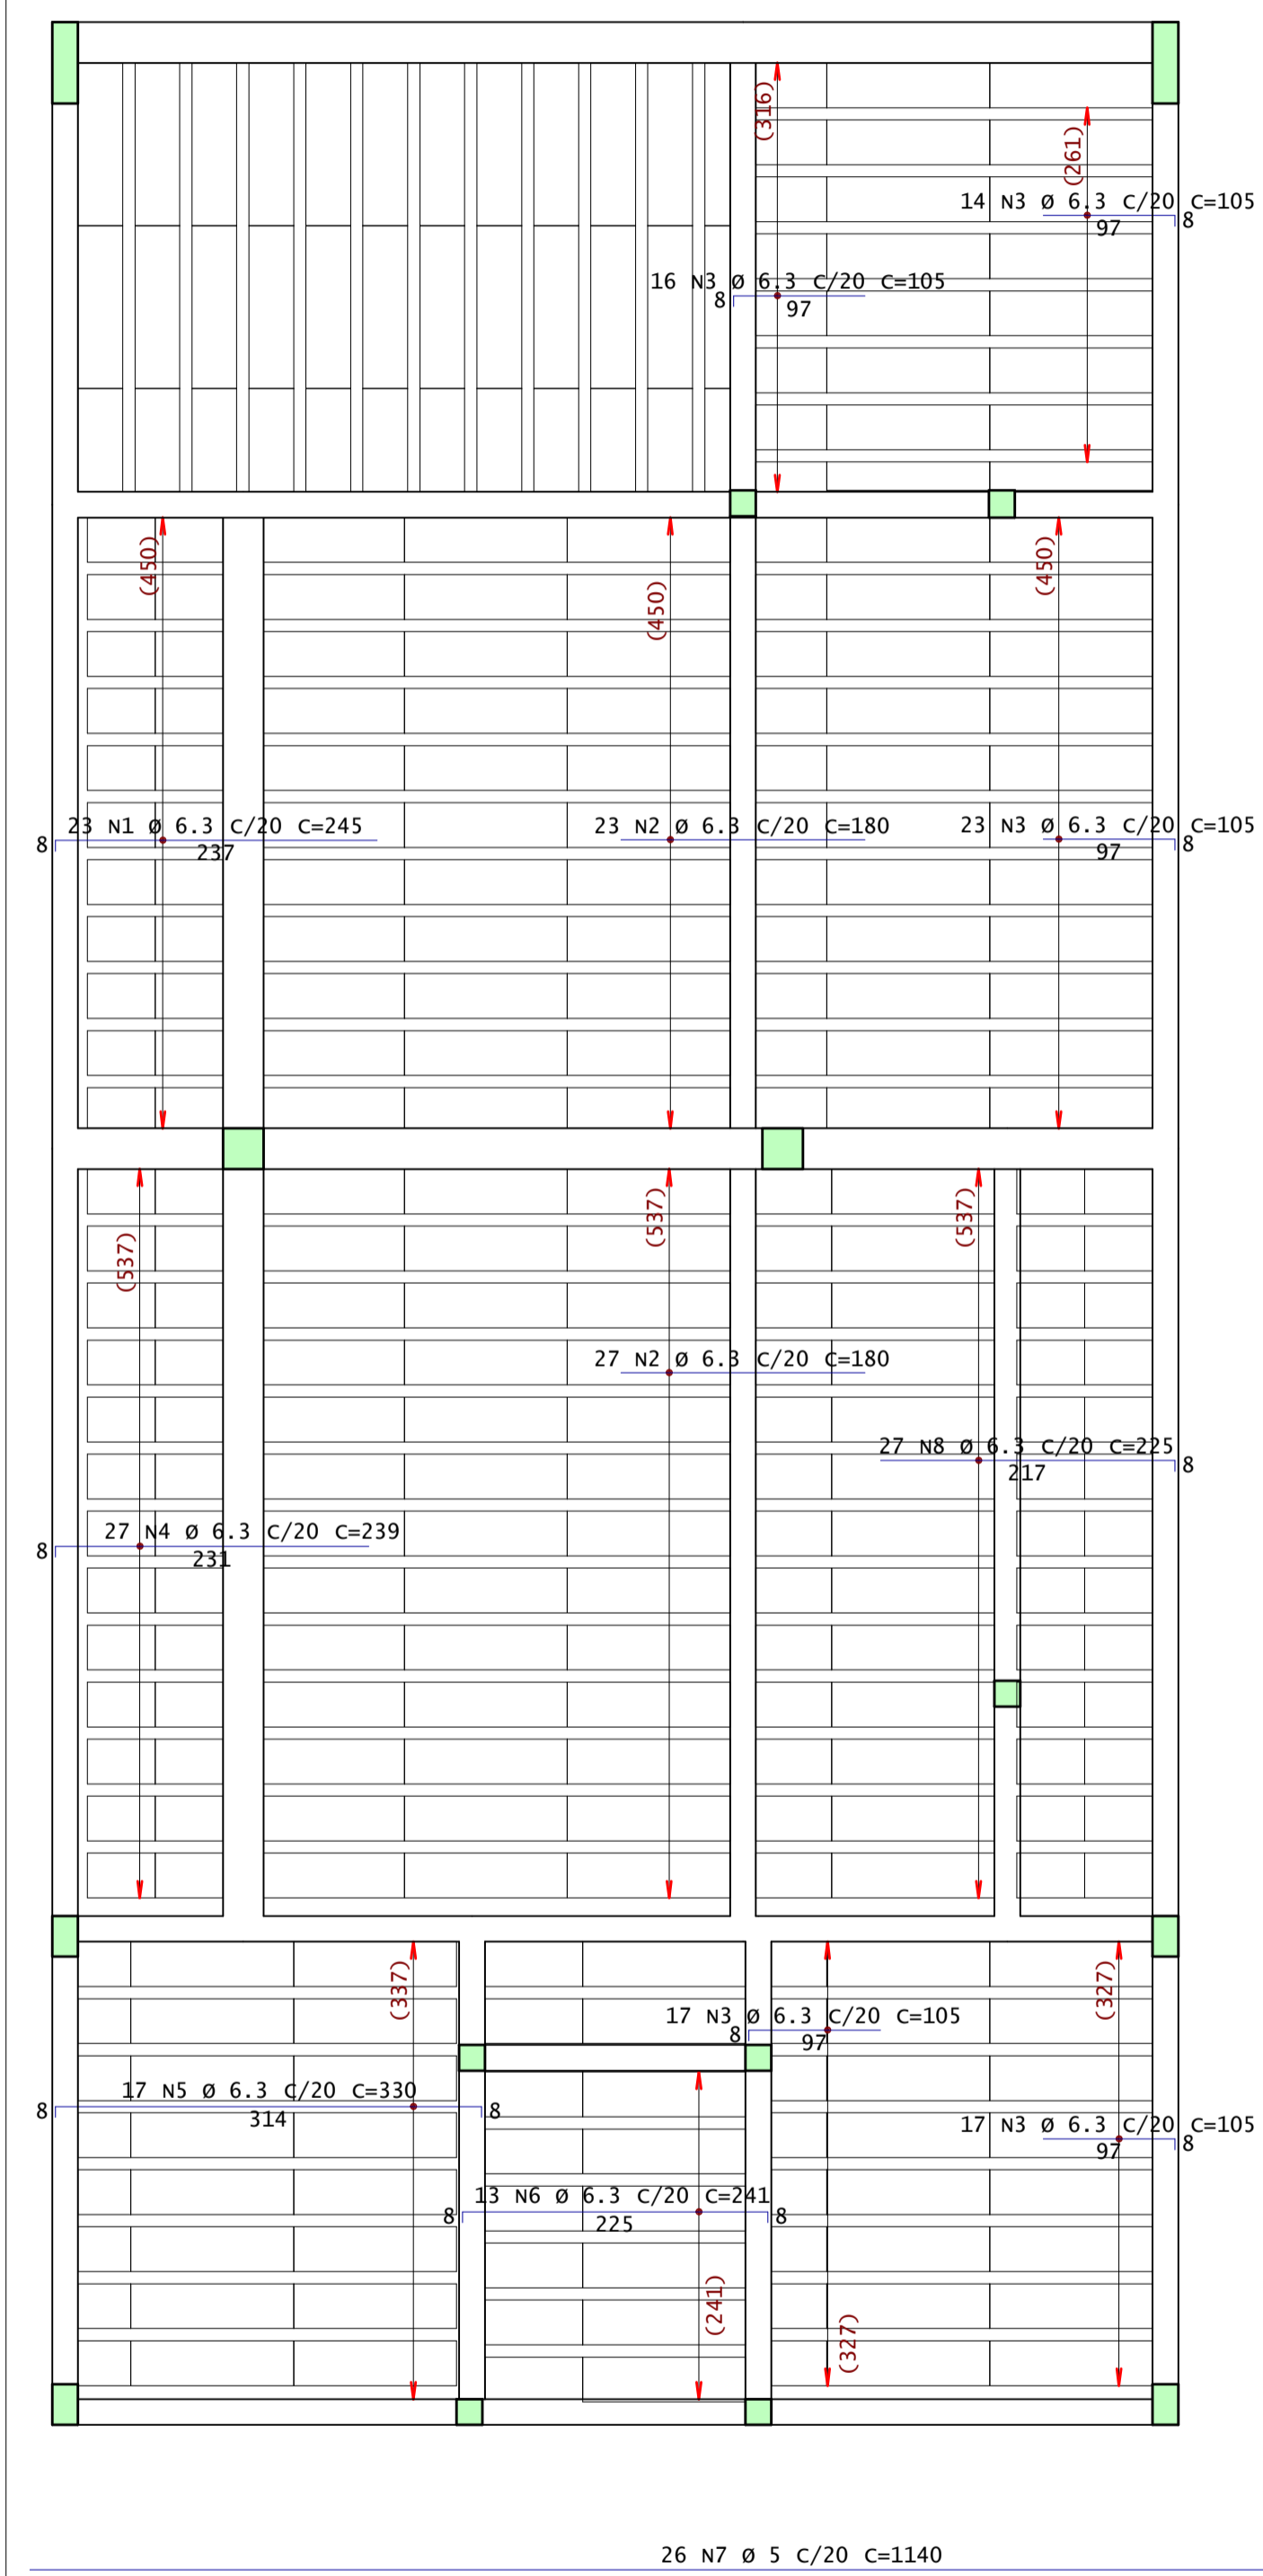 (316)
(261)
14 N3 Ø 6.3 C/20 C=105
97
8
16 N3 Ø 6.3 C/20 C=105
8
97
(450)
(450)
(450)
23 N1 Ø 6.3 C/20 C=245
8
237
23 N2 Ø 6.3 C/20 C=180
23 N3 Ø 6.3 C/20 C=105
97
8
(537)
(537)
(537)
27 N2 Ø 6.3 C/20 C=180
27 N8 Ø 6.3 C/20 C=225
217
8
27 N4 Ø 6.3 C/20 C=239
8
231
(337)
(327)
17 N3 Ø 6.3 C/20 C=105
8
97
17 N5 Ø 6.3 C/20 C=330
8
314
8
17 N3 Ø 6.3 C/20 C=105
97
8
13 N6 Ø 6.3 C/20 C=241
8
225
8
(241)
(327)
26 N7 Ø 5 C/20 C=1140